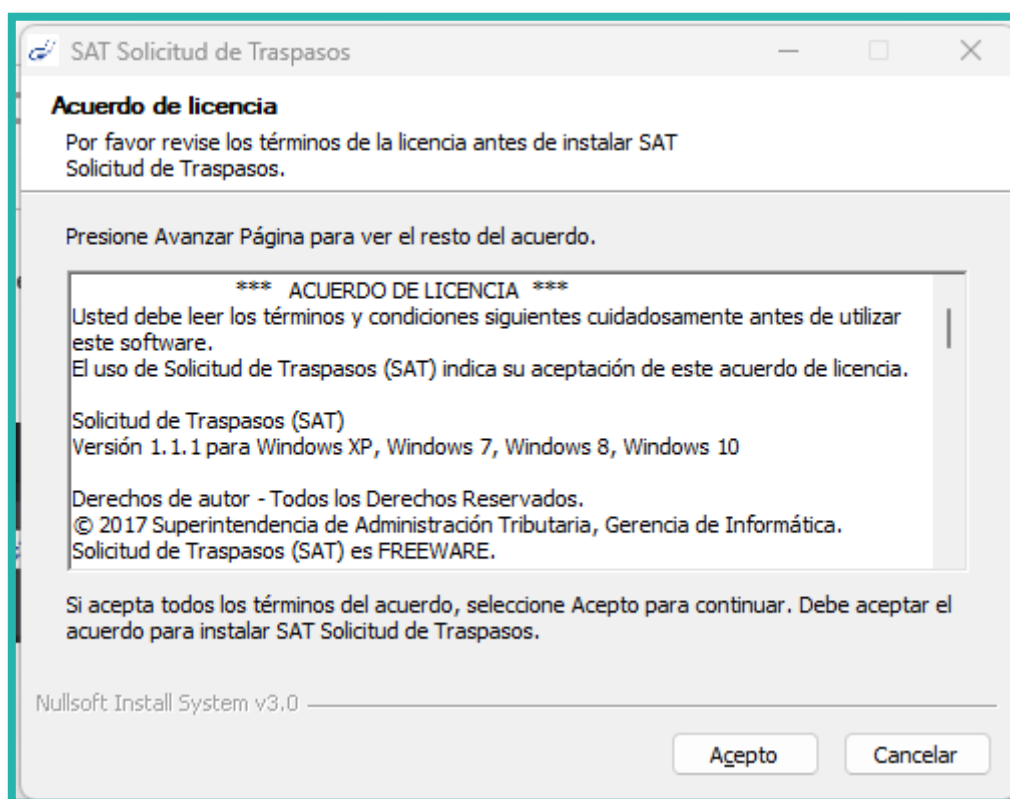 SAT Solicitud de Traspasos
Acuerdo de licencia
Por favor revise los términos de la licencia antes de instalar SAT
Solicitud de Traspasos.
Presione Avanzar Página para ver el resto del acuerdo.
*** ACUERDO DE LICENCIA ***
Usted debe leer los términos y condiciones siguientes cuidadosamente antes de utilizar
este software.
El uso de Solicitud de Traspasos (SAT) indica su aceptación de este acuerdo de licencia.
Solicitud de Traspasos (SAT)
Versión 1.1.1 para Windows XP, Windows 7, Windows 8, Windows 10
Derechos de autor - Todos los Derechos Reservados.
© 2017 Superintendencia de Administración Tributaria, Gerencia de Informática.
Solicitud de Traspasos (SAT) es FREEWARE.
Si acepta todos los términos del acuerdo, seleccione Acepto para continuar. Debe aceptar el
acuerdo para instalar SAT Solicitud de Traspasos.
Nullsoft Install System v3.0
Acepto
Cancelar